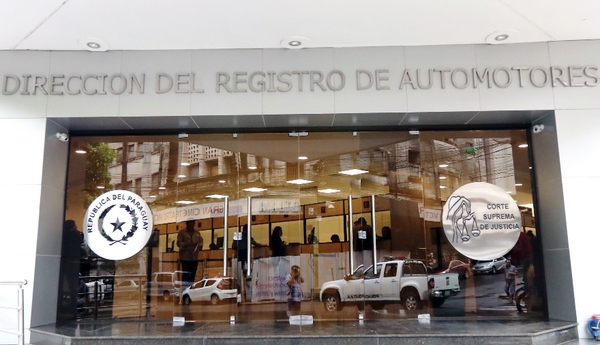 DIRECCION DEL REGISTRO DE AUTOMOTORES
REPUBLICA DEL PARAGUAY
CORTE
SUPREMA
DE JUSTICIA